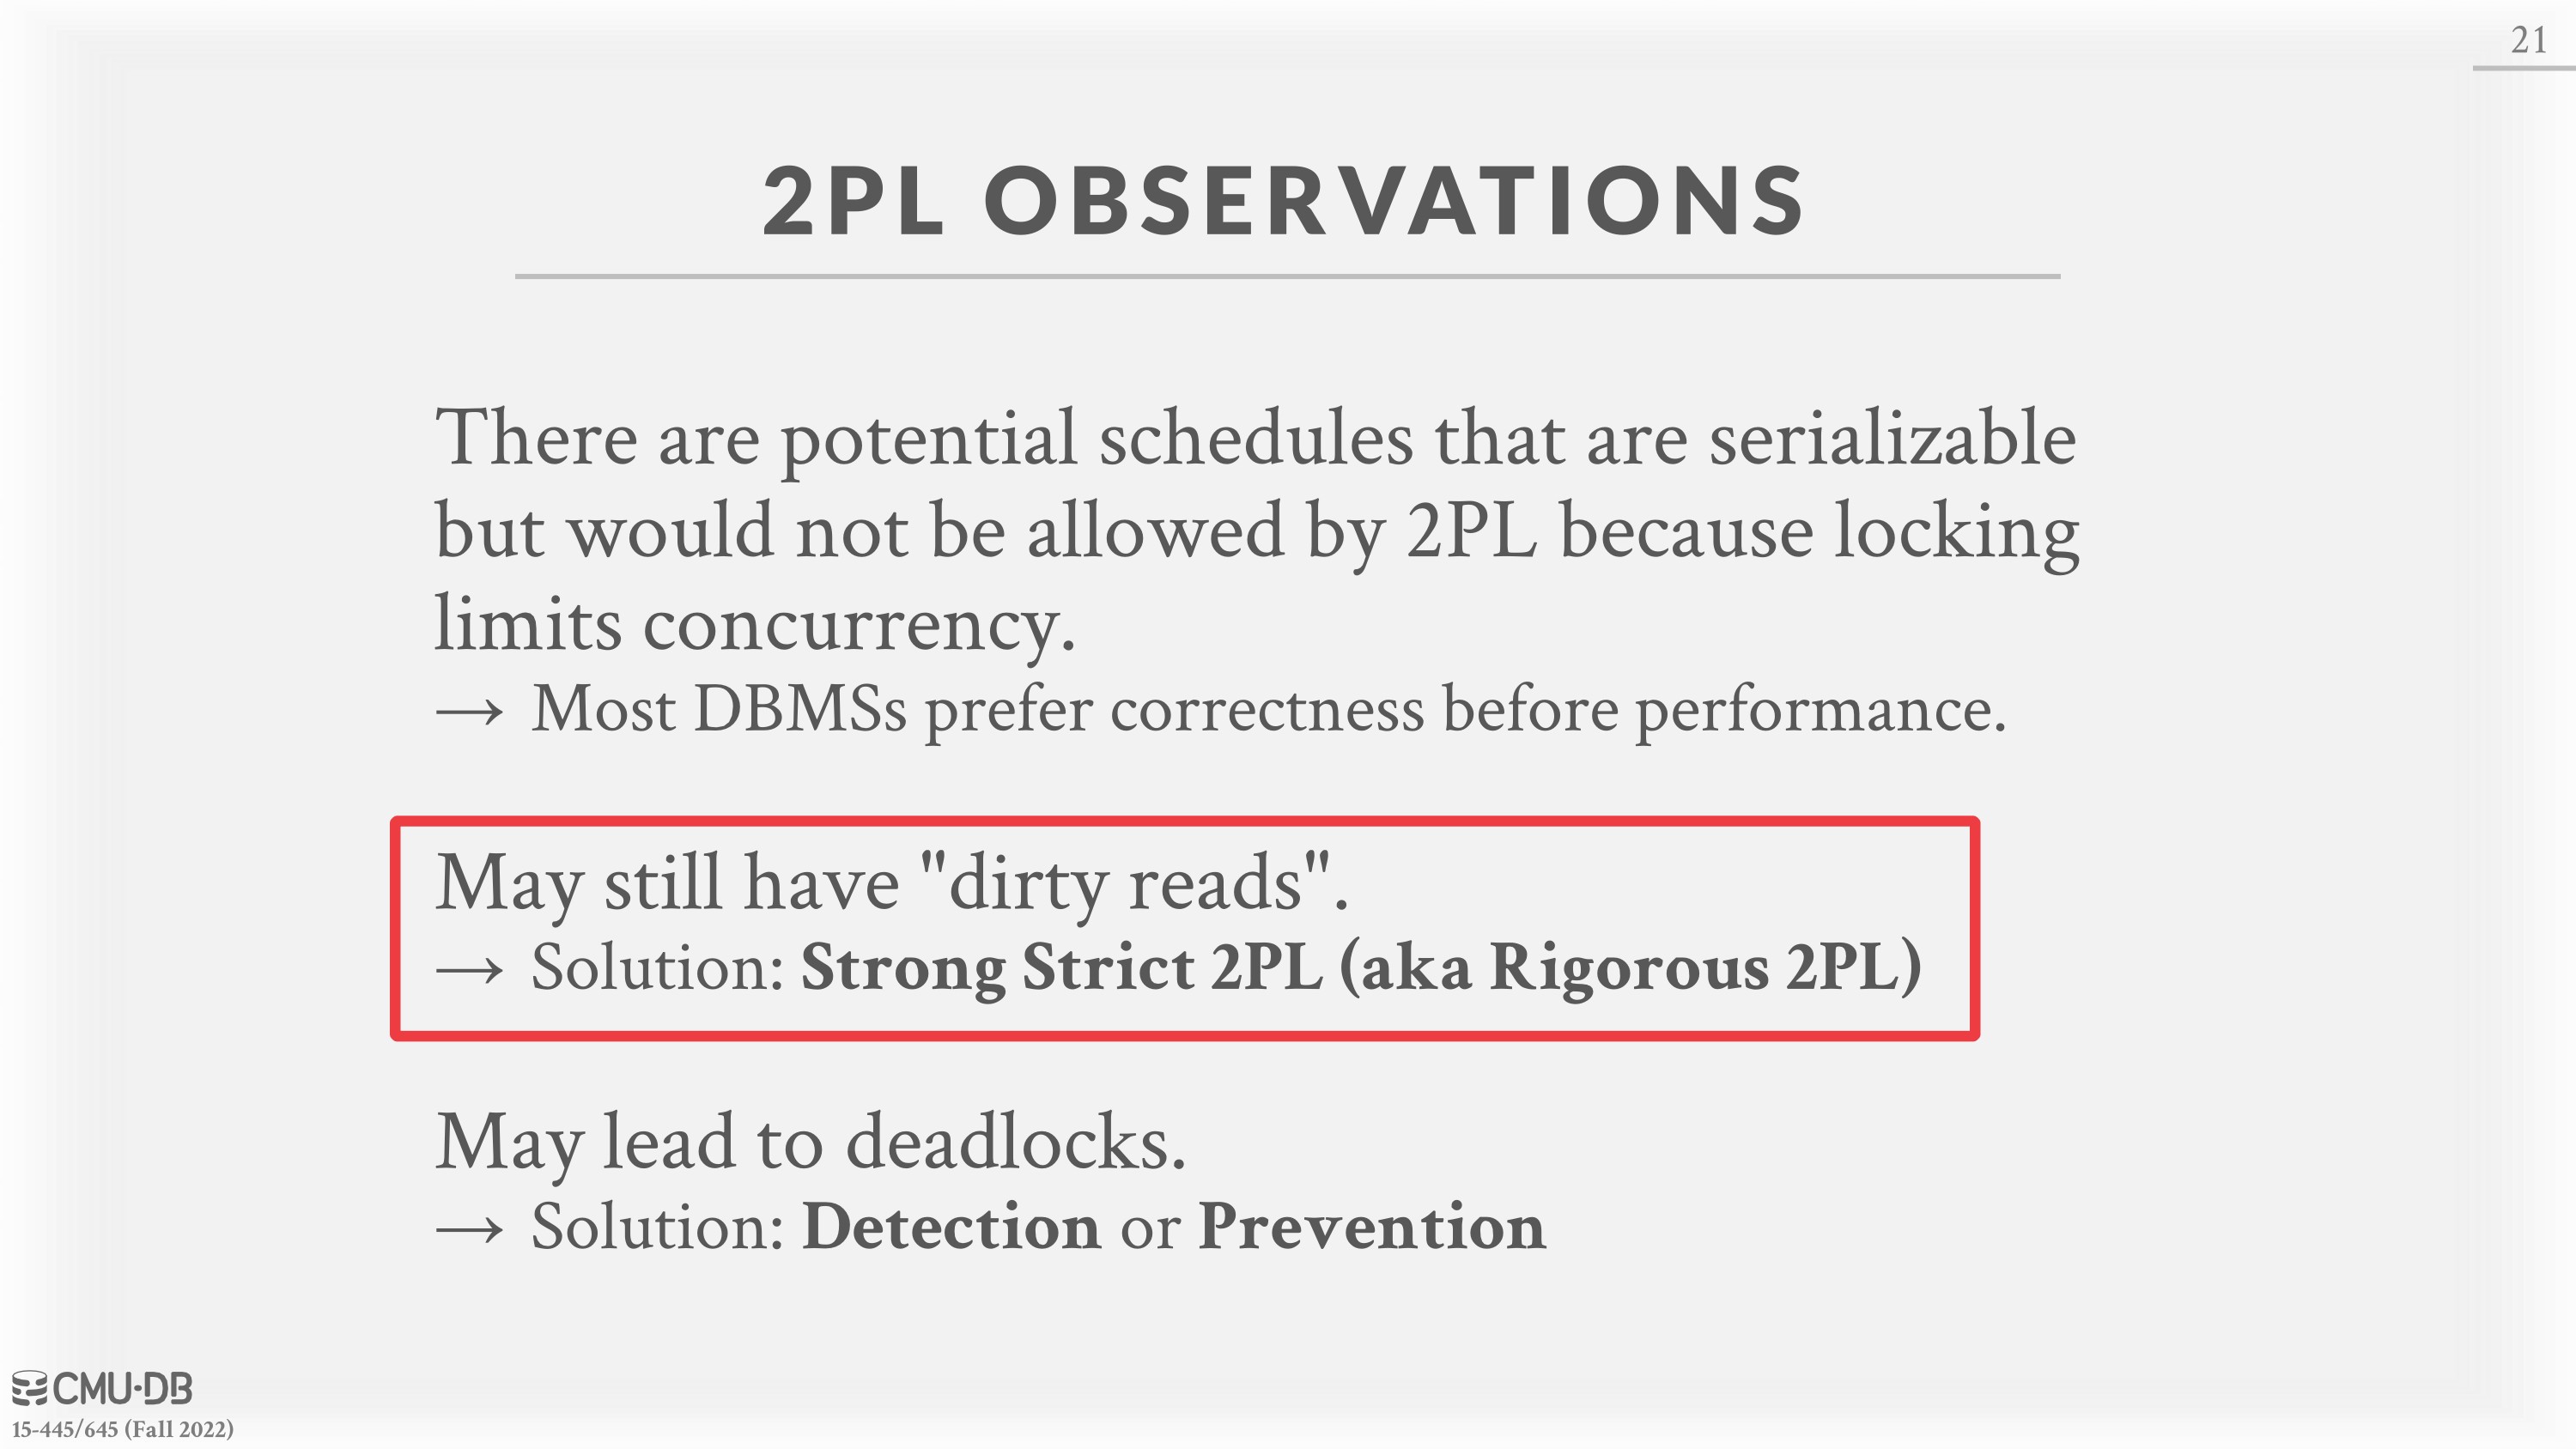 21
2PL OBSERVATIONS
There are potential schedules that are serializable
but would not be allowed by 2PL because locking
limits concurrency.
→ Most DBMSs prefer correctness before performance.
May still have "dirty reads".
→ Solution: Strong Strict 2PL (aka Rigorous 2PL)
May lead to deadlocks.
→ Solution: Detection or Prevention
CMU·DB
15-445/645 (Fall 2022)